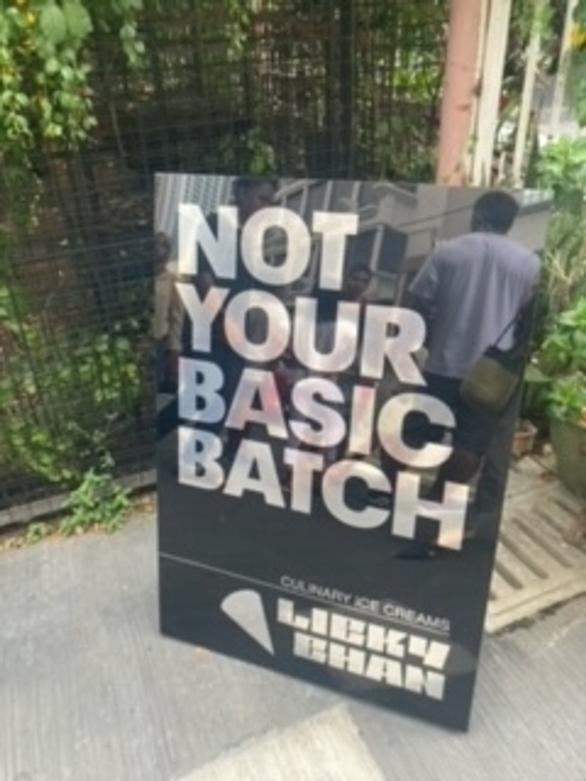 NOT
YOUR
BASIC
BATCH
CULINARY ICE CREAMS
LICKY
CHAN